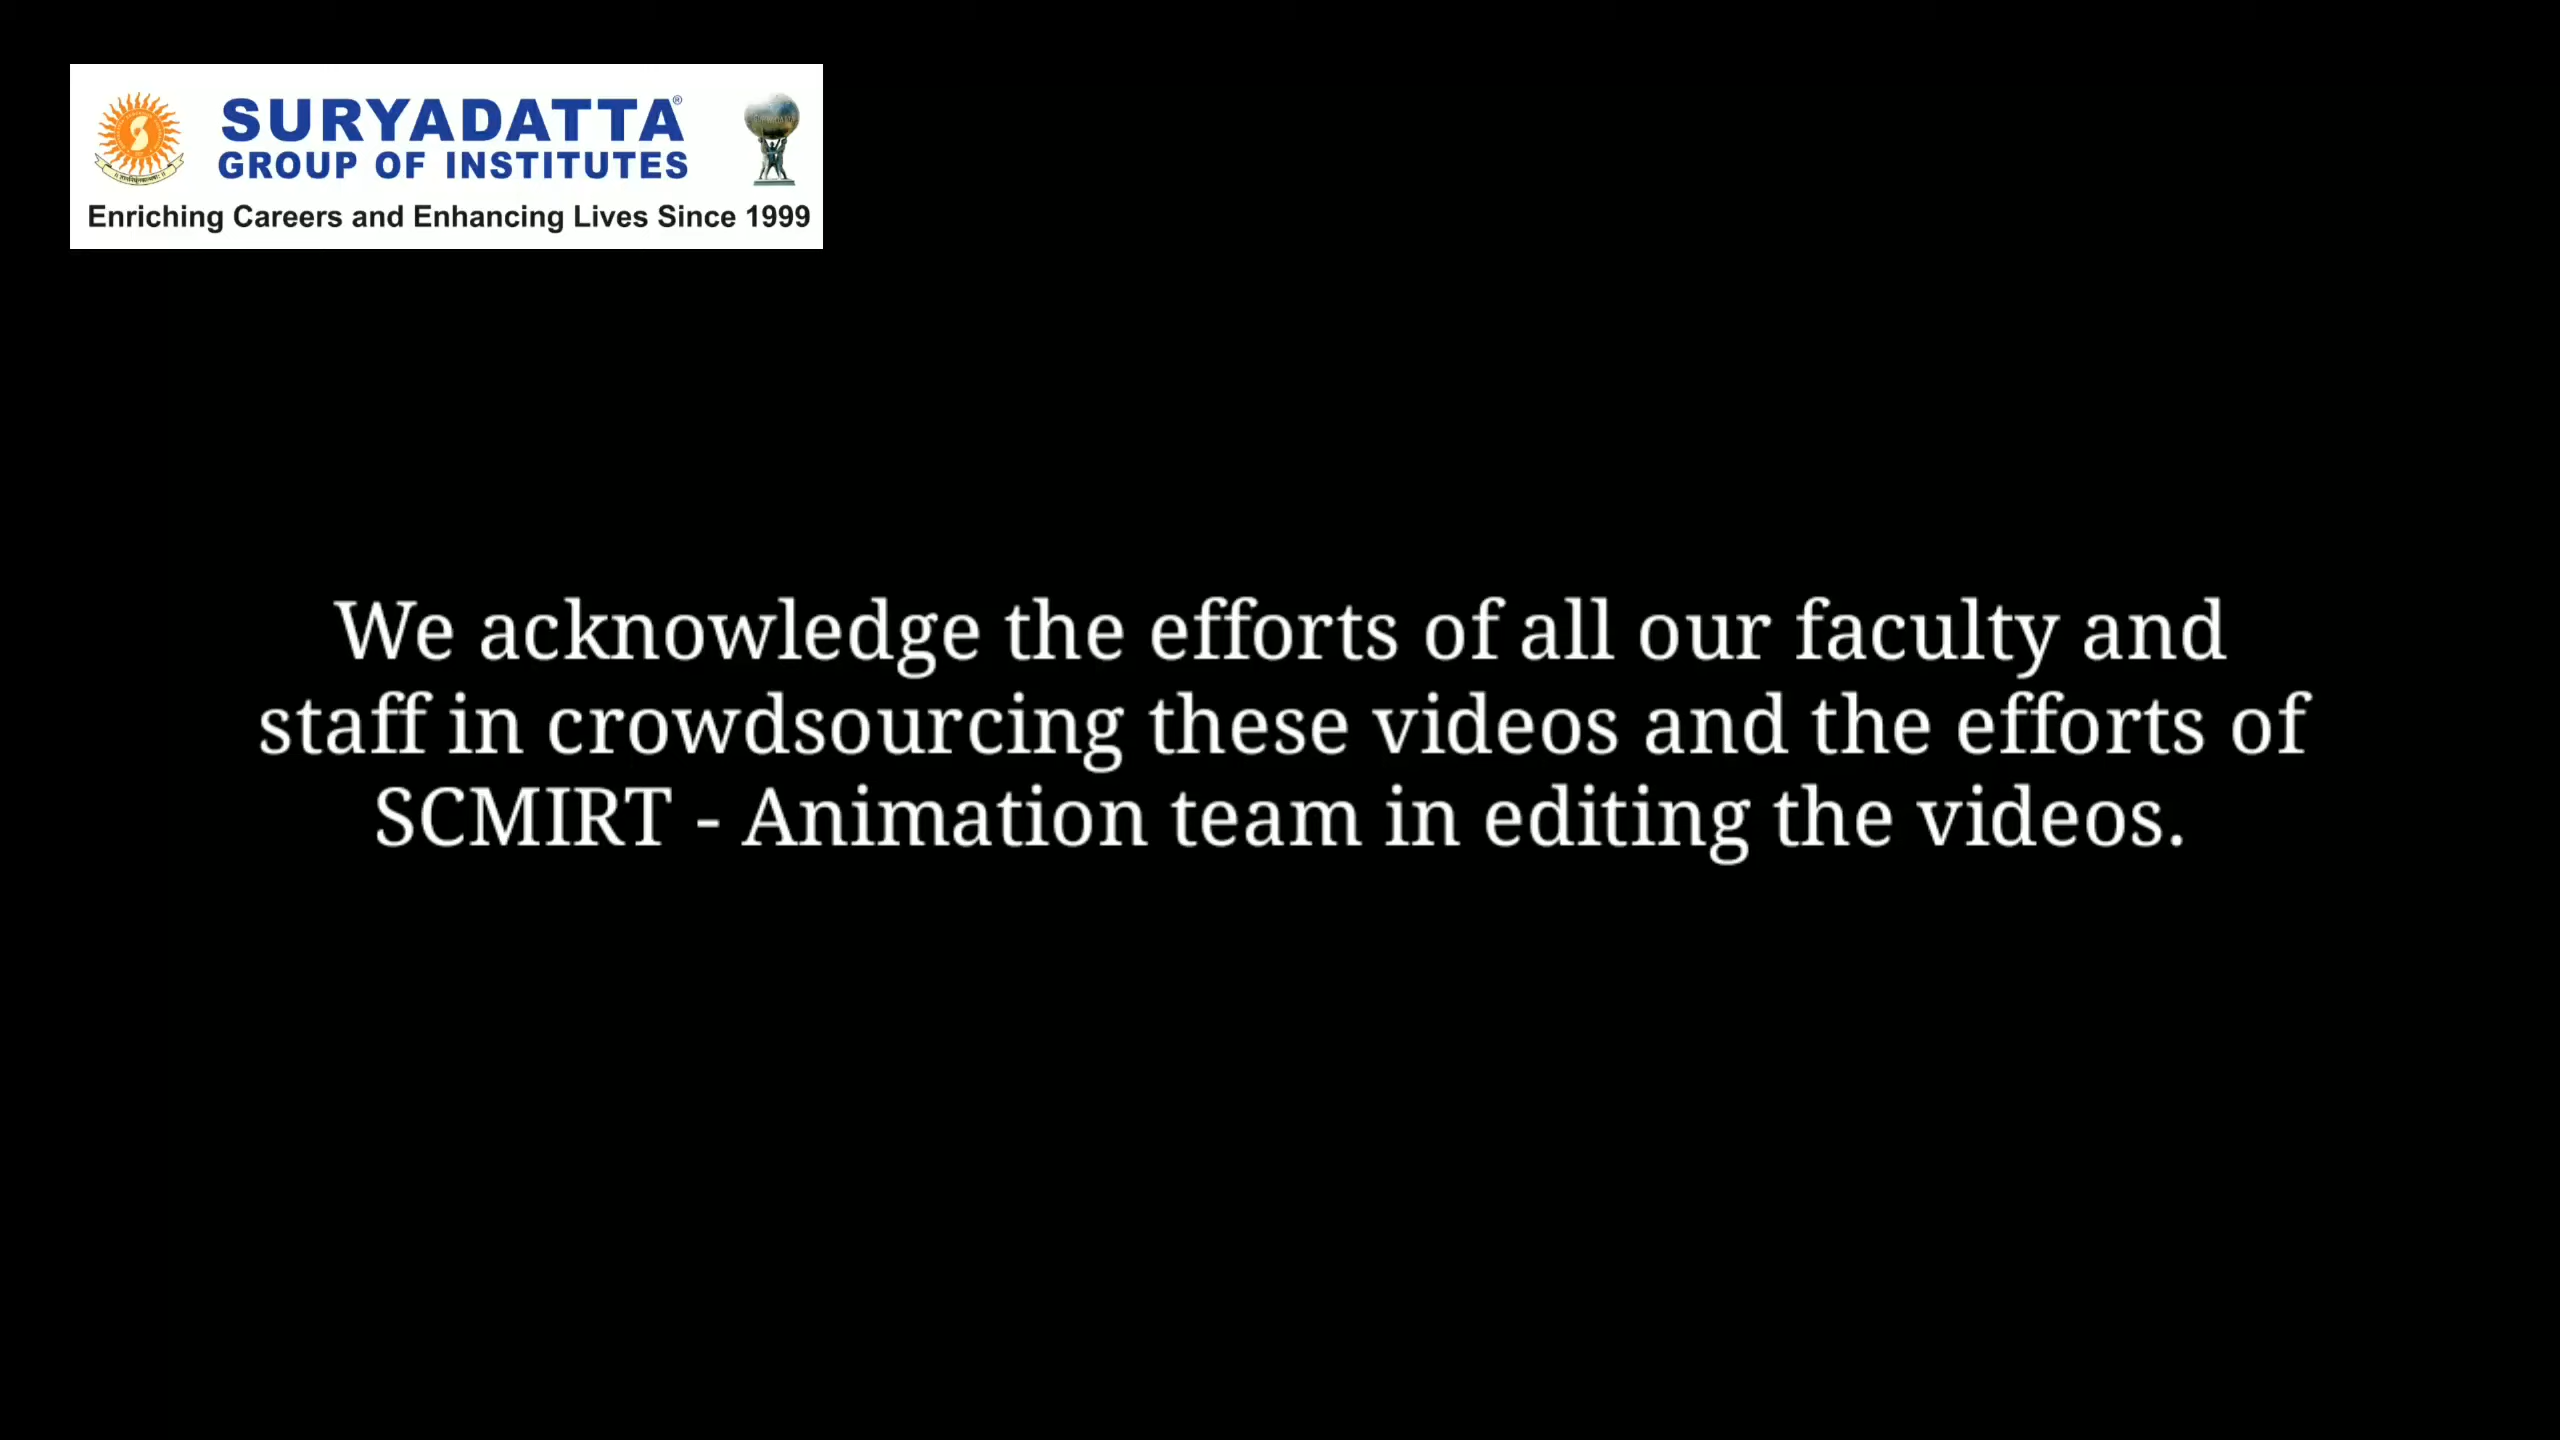 SURYADATTA®
GROUP OF INSTITUTES
Enriching Careers and Enhancing Lives Since 1999
We acknowledge the efforts of all our faculty and
staff in crowdsourcing these videos and the efforts of
SCMIRT - Animation team in editing the videos.